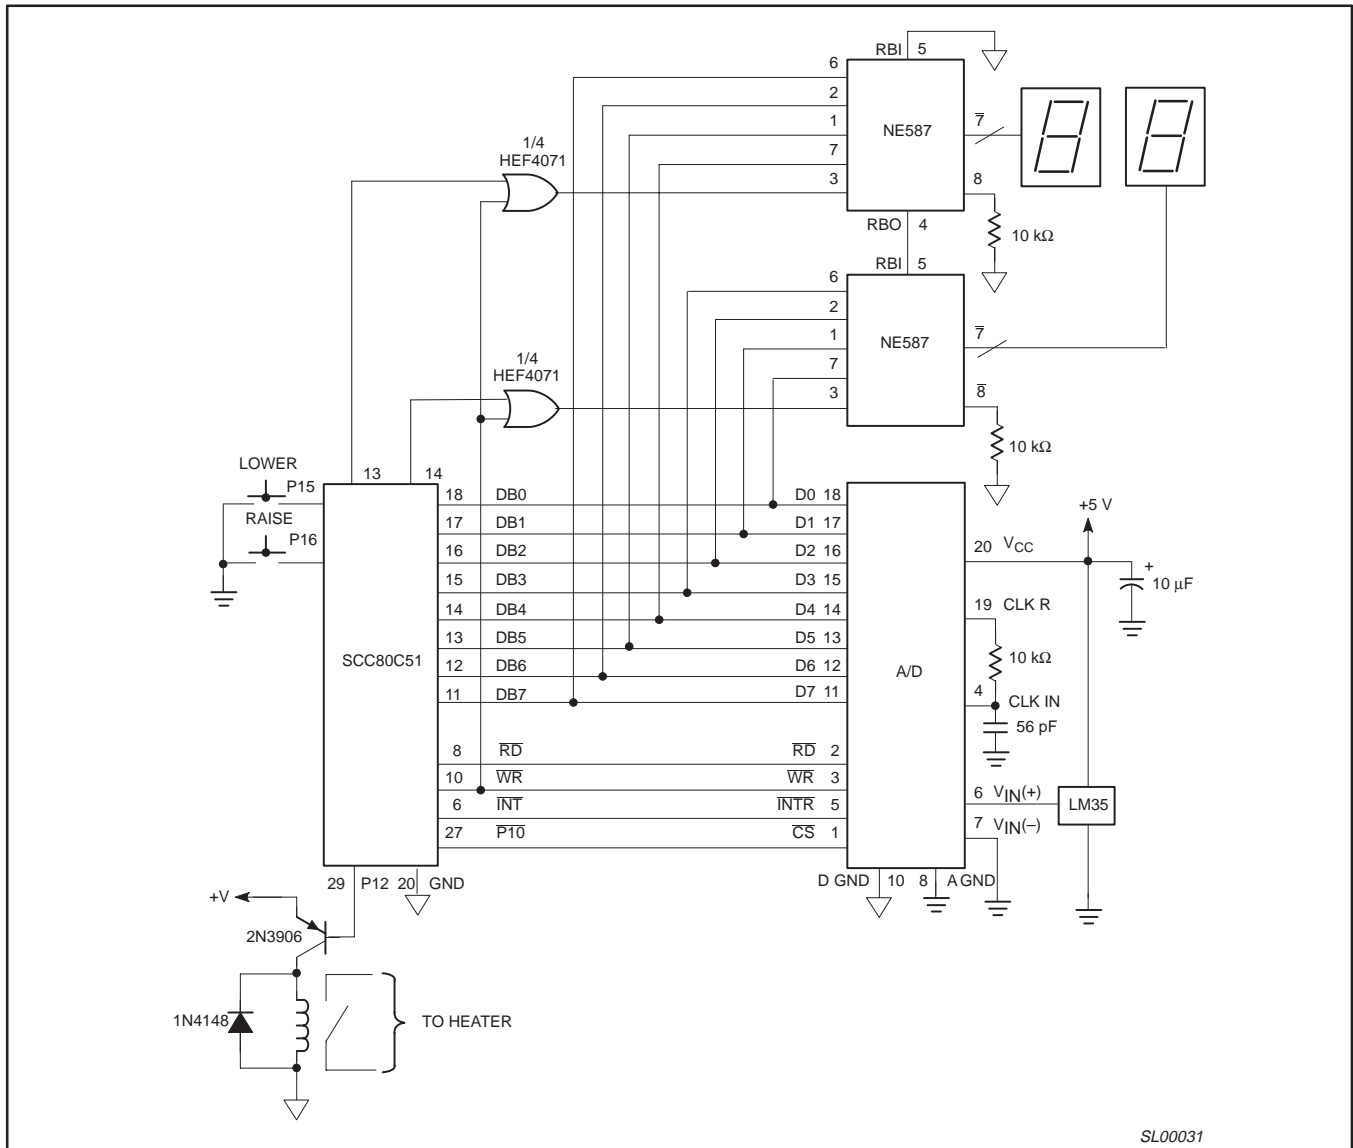 RBI 5
6
2
1
7
3
NE587
7
8
10 kΩ
1/4
HEF4071
RBO 4
RBI 5
6
2
1
7
3
NE587
7
8
10 kΩ
1/4
HEF4071
LOWER
P15
RAISE
P16
13 14
SCC80C51
18 DB0 D0 18
17 DB1 D1 17
16 DB2 D2 16
15 DB3 D3 15
14 DB4 D4 14
13 DB5 D5 13
12 DB6 D6 12
11 DB7 D7 11
8 RD RD 2
10 WR WR 3
6 INT INTR 5
27 P10 CS 1
A/D
+5 V
20 VCC
+
10 μF
19 CLK R
10 kΩ
4 CLK IN
56 pF
6 VIN(+)
LM35
7 VIN(–)
D GND 10 8 A GND
29 P12 20 GND
+V
2N3906
1N4148
TO HEATER
SL00031